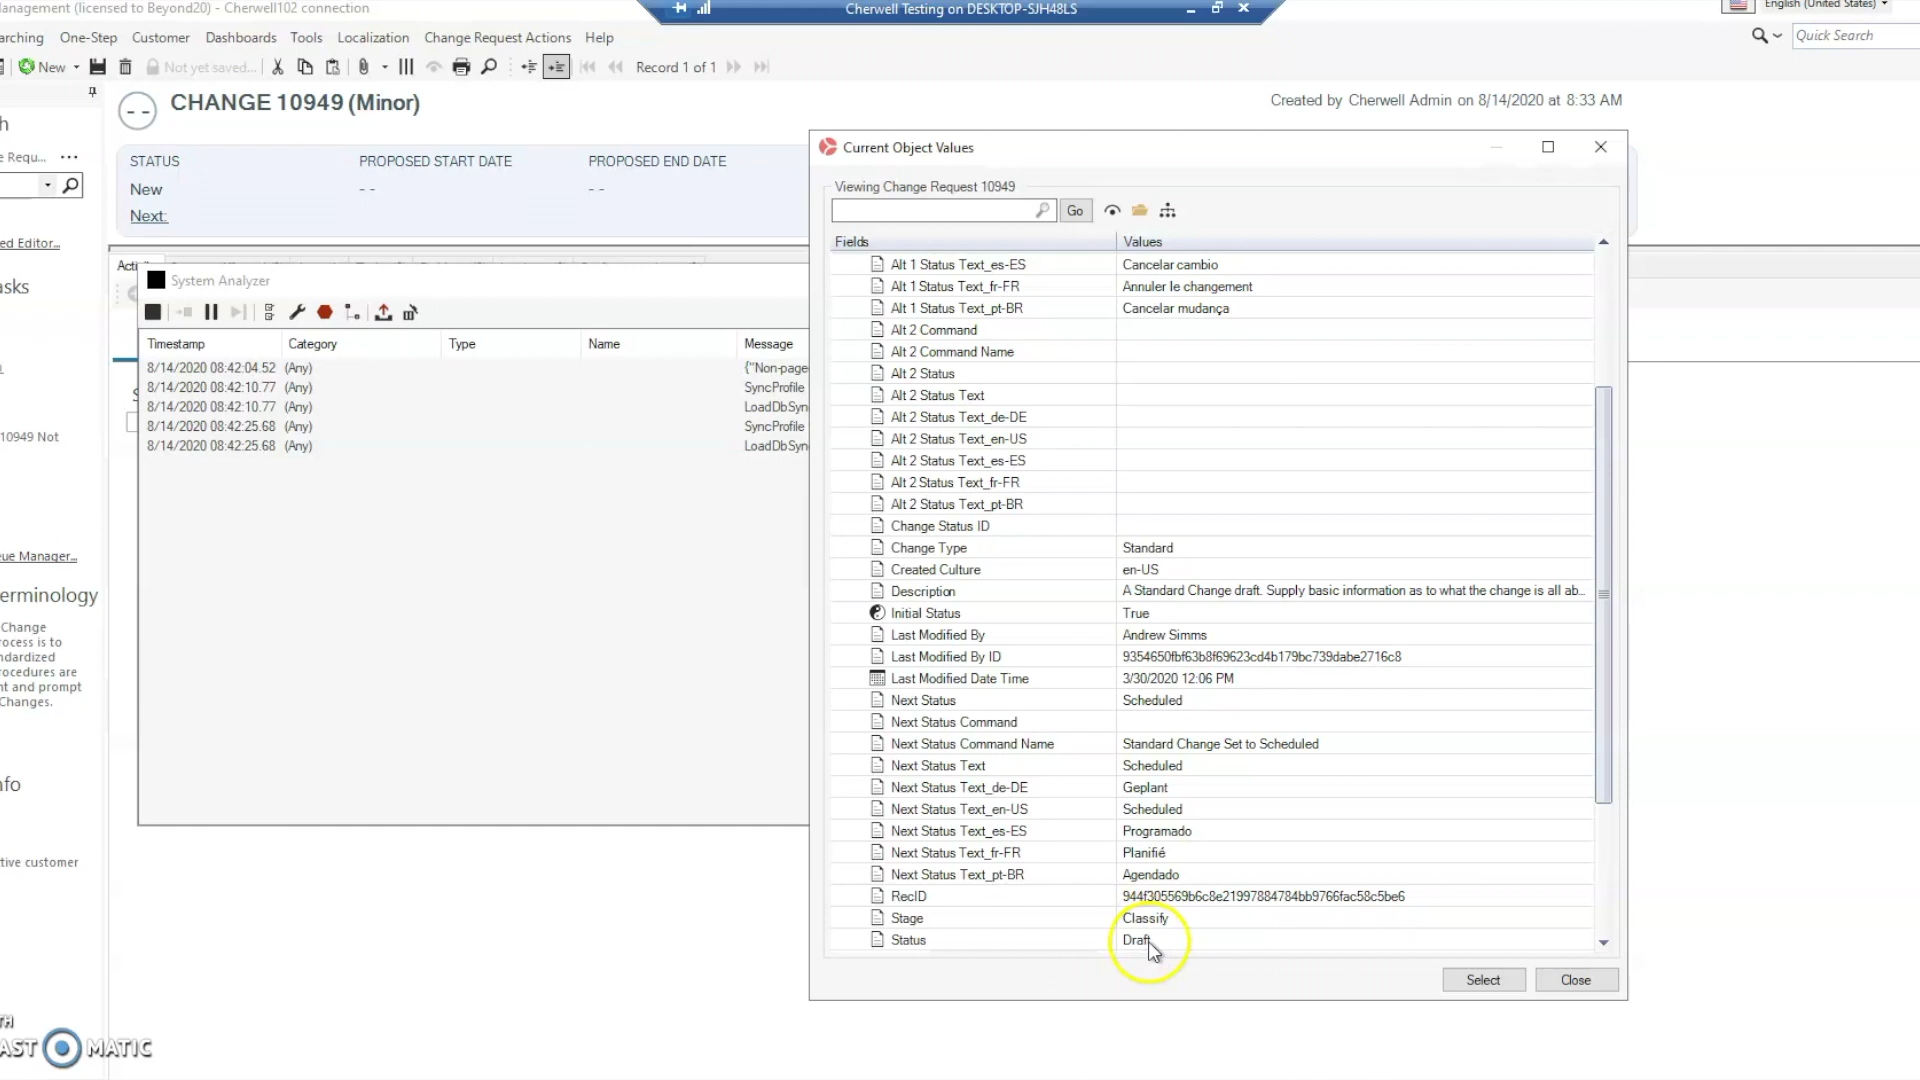 anagement (licensed to Beyond20) - Cherwell102 connection
Cherwell Testing on DESKTOP-SJH48LS
English (United States)
arching One-Step Customer Dashboards Tools Localization Change Request Actions Help
Quick Search
New Not yet saved... Record 1 of 1
CHANGE 10949 (Minor)
Created by Cherwell Admin on 8/14/2020 at 8:33 AM
h
e Requ... ...
ed Editor...
asks
10949 Not
eue Manager...
erminology
Change
rocess is to
ndardized
rocedures are
nt and prompt
Changes.
nfo
tive customer
STATUS PROPOSED START DATE PROPOSED END DATE
New - - - -
Next:
System Analyzer
Timestamp Category Type Name Message
8/14/2020 08:42:04.52 (Any) {"Non-page
8/14/2020 08:42:10.77 (Any) SyncProfile
8/14/2020 08:42:10.77 (Any) LoadDbSyn
8/14/2020 08:42:25.68 (Any) SyncProfile
8/14/2020 08:42:25.68 (Any) LoadDbSyn
Current Object Values
Viewing Change Request 10949
Go
Fields Values
Alt 1 Status Text_es-ES Cancelar cambio
Alt 1 Status Text_fr-FR Annuler le changement
Alt 1 Status Text_pt-BR Cancelar mudança
Alt 2 Command
Alt 2 Command Name
Alt 2 Status
Alt 2 Status Text
Alt 2 Status Text_de-DE
Alt 2 Status Text_en-US
Alt 2 Status Text_es-ES
Alt 2 Status Text_fr-FR
Alt 2 Status Text_pt-BR
Change Status ID
Change Type Standard
Created Culture en-US
Description A Standard Change draft. Supply basic information as to what the change is all ab...
Initial Status True
Last Modified By Andrew Simms
Last Modified By ID 9354650fbf63b8f69623cd4b179bc739dabe2716c8
Last Modified Date Time 3/30/2020 12:06 PM
Next Status Scheduled
Next Status Command
Next Status Command Name Standard Change Set to Scheduled
Next Status Text Scheduled
Next Status Text_de-DE Geplant
Next Status Text_en-US Scheduled
Next Status Text_es-ES Programado
Next Status Text_fr-FR Planifié
Next Status Text_pt-BR Agendado
RecID 944f305569b6c8e21997884784bb9766fac58c5be6
Stage Classify
Status Draft
Select Close
TH
AST MATIC